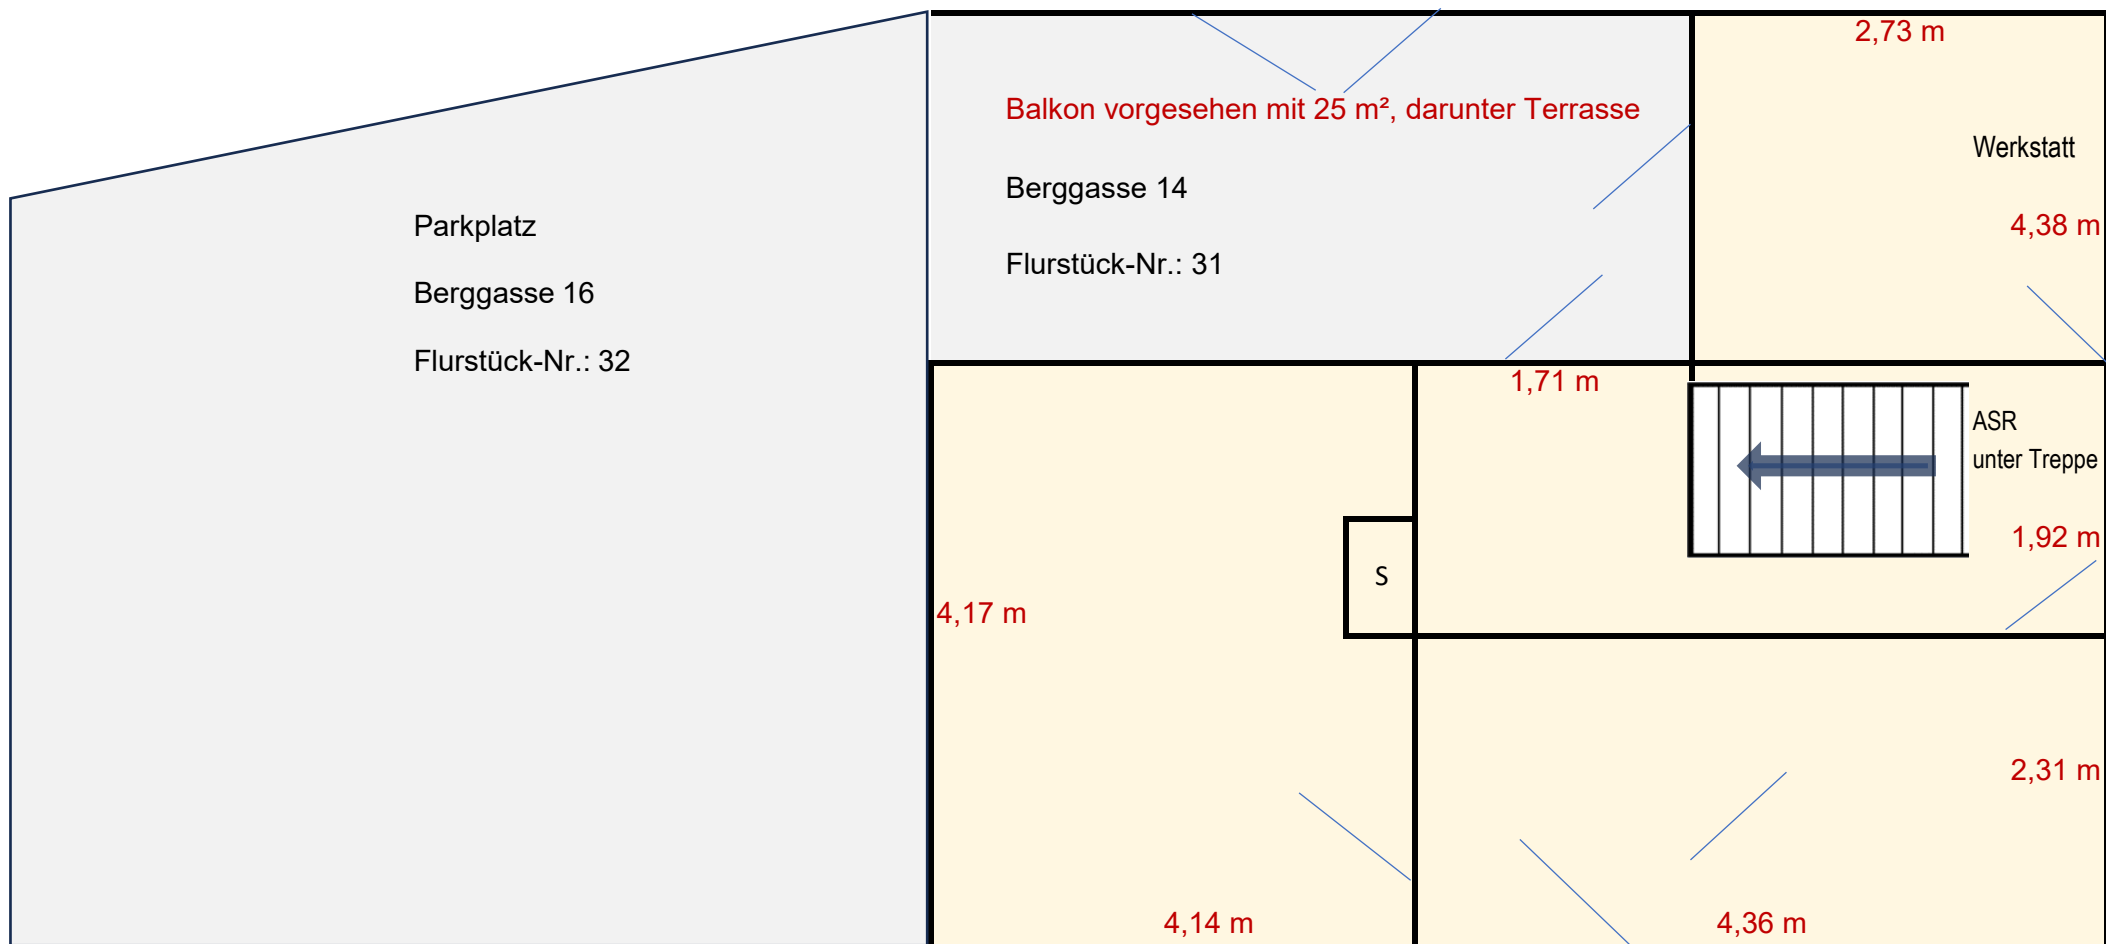 2,73 m
Balkon vorgesehen mit 25 m², darunter Terrasse
Werkstatt
Berggasse 14
4,38 m
Parkplatz
Flurstück-Nr.: 31
Berggasse 16
Flurstück-Nr.: 32
1,71 m
ASR
unter Treppe
1,92 m
S
4,17 m
2,31 m
4,14 m
4,36 m